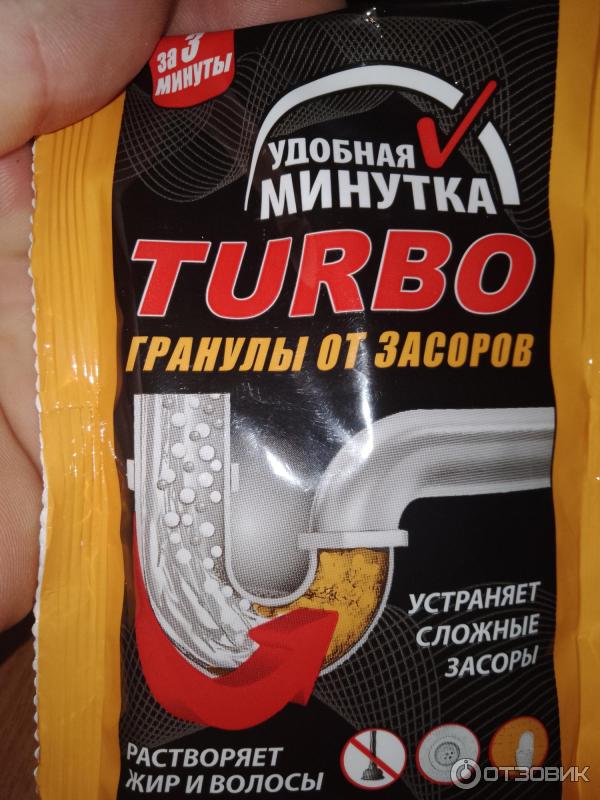 за 3
минуты
УДОБНАЯ
МИНУТКА
TURBO
ГРАНУЛЫ ОТ ЗАСОРОВ
УСТРАНЯЕТ
СЛОЖНЫЕ
ЗАСОРЫ
РАСТВОРЯЕТ
ЖИР И ВОЛОСЫ
ОТЗОВИК